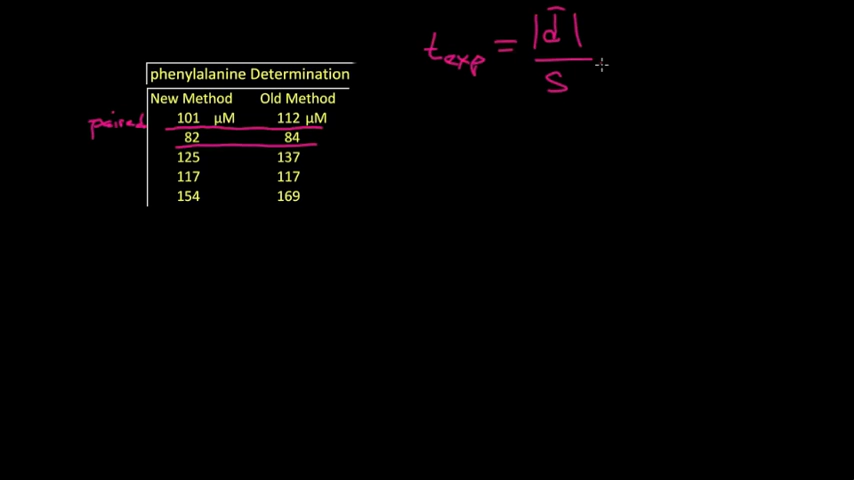 t_exp = |d̄| / s
phenylalanine Determination
New Method Old Method
paired 101 μM 112 μM
82 84
125 137
117 117
154 169